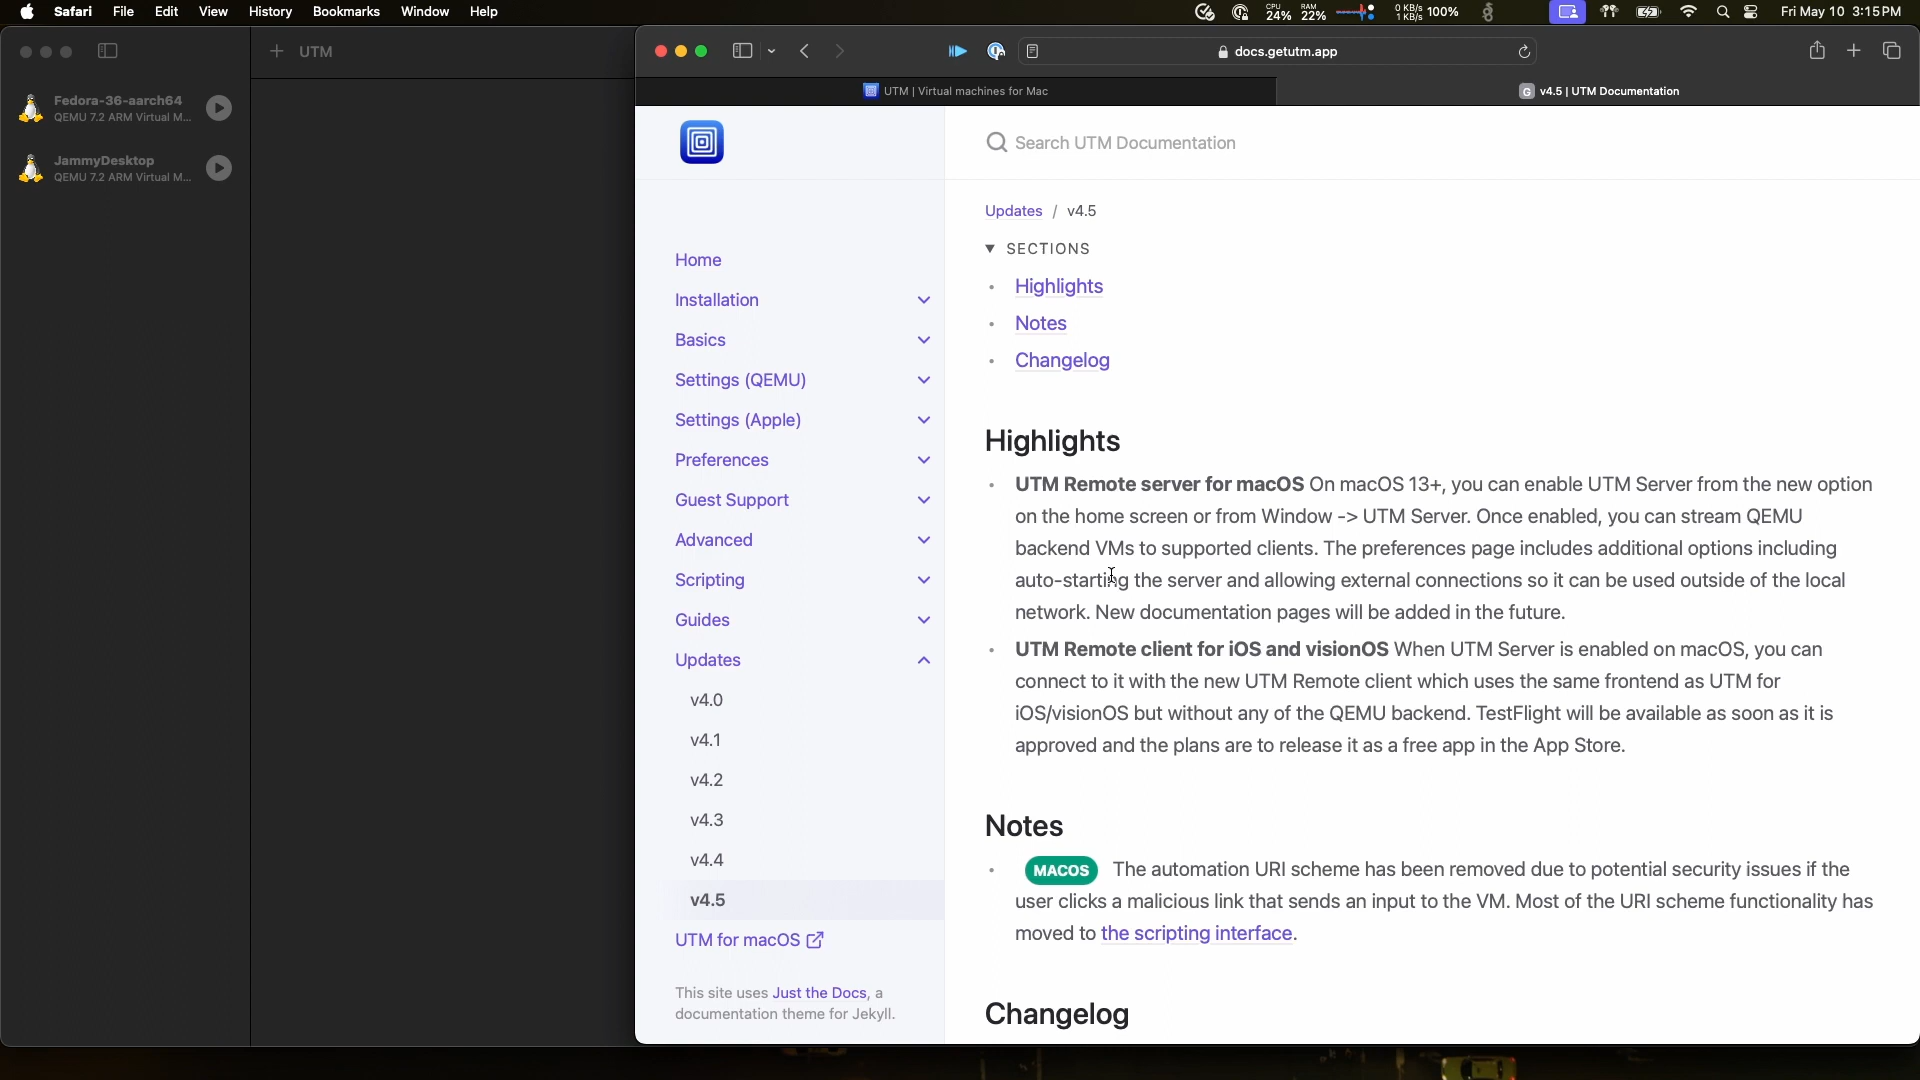 Safari File Edit View History Bookmarks Window Help
CPU 24% RAM 22% 0 KB/s 1 KB/s 100% Fri May 10 3:15 PM
UTM
Fedora-36-aarch64
QEMU 7.2 ARM Virtual M...
JammyDesktop
QEMU 7.2 ARM Virtual M...
docs.getutm.app
UTM | Virtual machines for Mac
G v4.5 | UTM Documentation
Search UTM Documentation
Home
Installation
Basics
Settings (QEMU)
Settings (Apple)
Preferences
Guest Support
Advanced
Scripting
Guides
Updates
v4.0
v4.1
v4.2
v4.3
v4.4
v4.5
UTM for macOS
This site uses Just the Docs, a
documentation theme for Jekyll.
Updates / v4.5
SECTIONS
Highlights
Notes
Changelog
Highlights
UTM Remote server for macOS On macOS 13+, you can enable UTM Server from the new option
on the home screen or from Window -> UTM Server. Once enabled, you can stream QEMU
backend VMs to supported clients. The preferences page includes additional options including
auto-starting the server and allowing external connections so it can be used outside of the local
network. New documentation pages will be added in the future.
UTM Remote client for iOS and visionOS When UTM Server is enabled on macOS, you can
connect to it with the new UTM Remote client which uses the same frontend as UTM for
iOS/visionOS but without any of the QEMU backend. TestFlight will be available as soon as it is
approved and the plans are to release it as a free app in the App Store.
Notes
MACOS The automation URI scheme has been removed due to potential security issues if the
user clicks a malicious link that sends an input to the VM. Most of the URI scheme functionality has
moved to the scripting interface.
Changelog